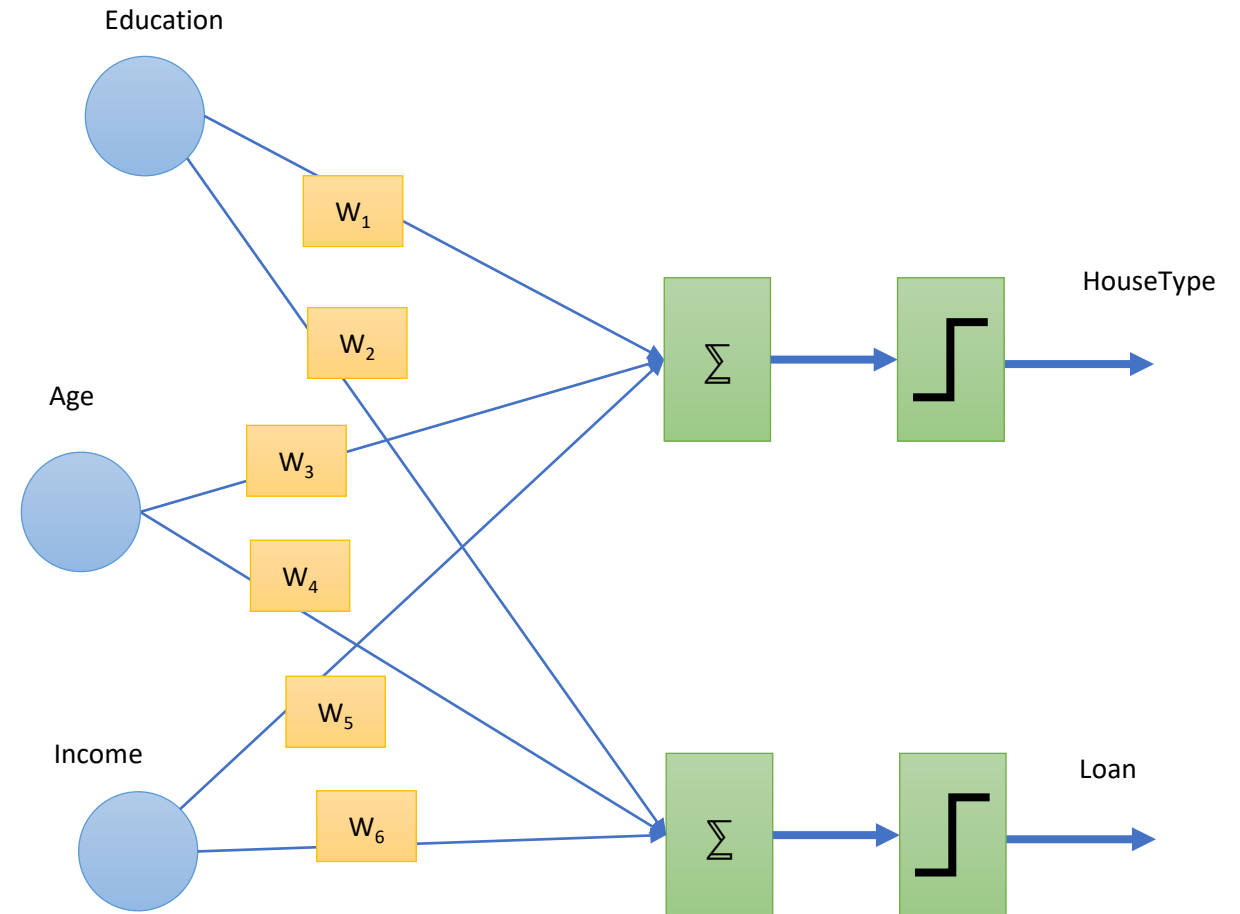 Education
W₁
W₂
HouseType
∑
Age
W₃
W₄
W₅
Income
W₆
∑
Loan